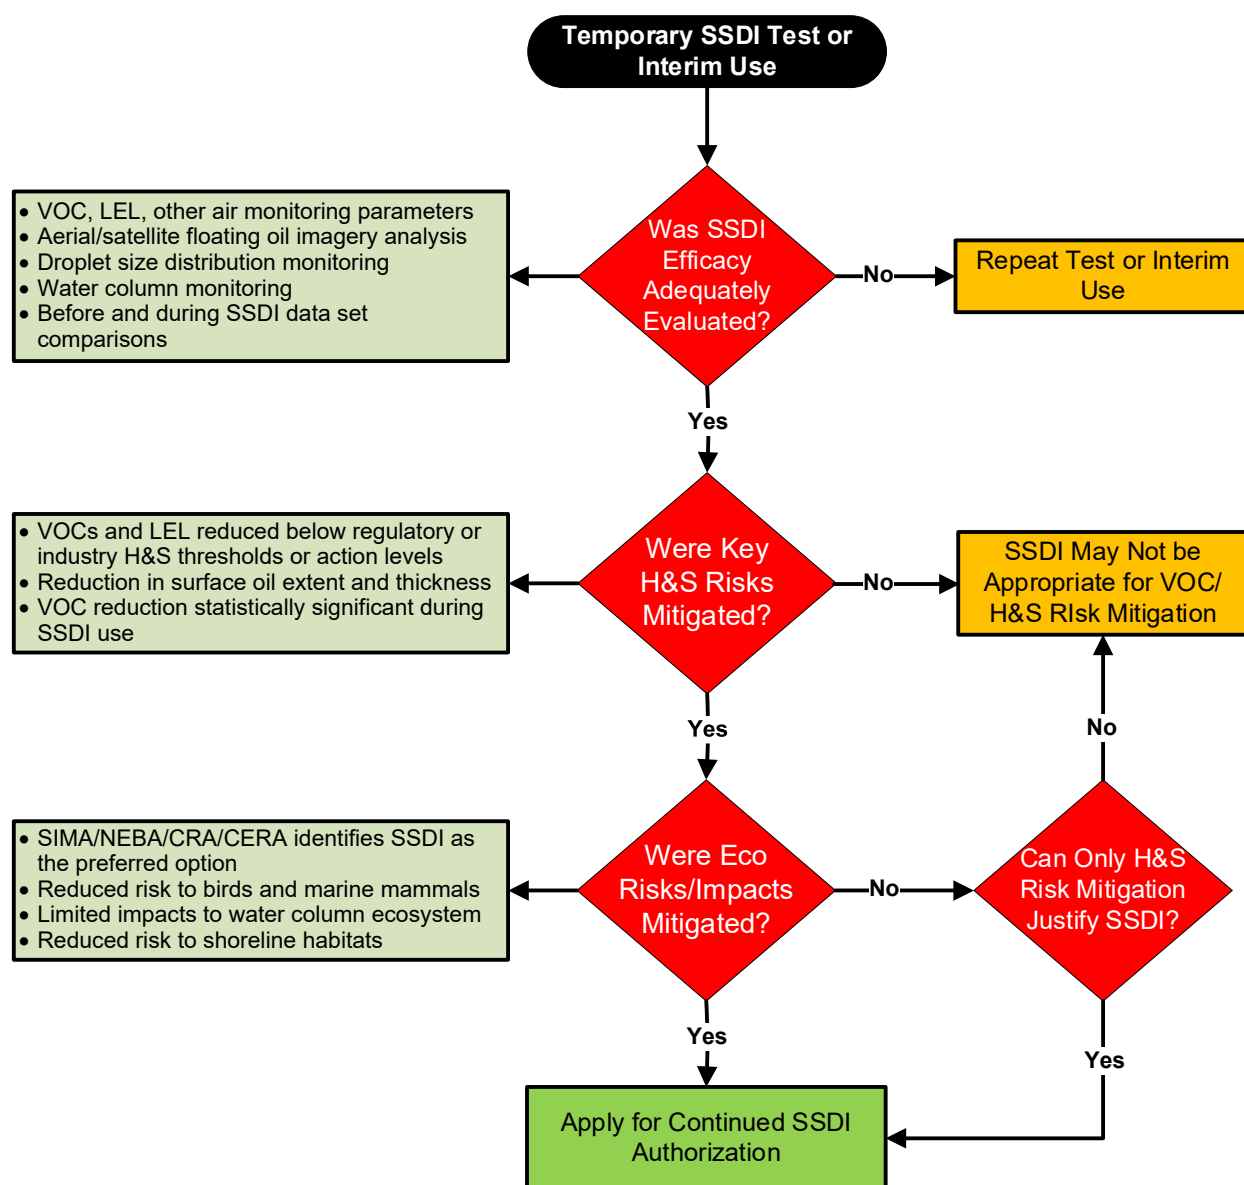 Temporary SSDI Test or
Interim Use
• VOC, LEL, other air monitoring parameters
• Aerial/satellite floating oil imagery analysis
• Droplet size distribution monitoring
• Water column monitoring
• Before and during SSDI data set
comparisons
Was SSDI
Efficacy
Adequately
Evaluated?
No
Repeat Test or Interim
Use
Yes
• VOCs and LEL reduced below regulatory or
industry H&S thresholds or action levels
• Reduction in surface oil extent and thickness
• VOC reduction statistically significant during
SSDI use
Were Key
H&S Risks
Mitigated?
No
SSDI May Not be
Appropriate for VOC/
H&S RIsk Mitigation
Yes
No
• SIMA/NEBA/CRA/CERA identifies SSDI as
the preferred option
• Reduced risk to birds and marine mammals
• Limited impacts to water column ecosystem
• Reduced risk to shoreline habitats
Were Eco
Risks/Impacts
Mitigated?
No
Can Only H&S
Risk Mitigation
Justify SSDI?
Yes
Yes
Apply for Continued SSDI
Authorization